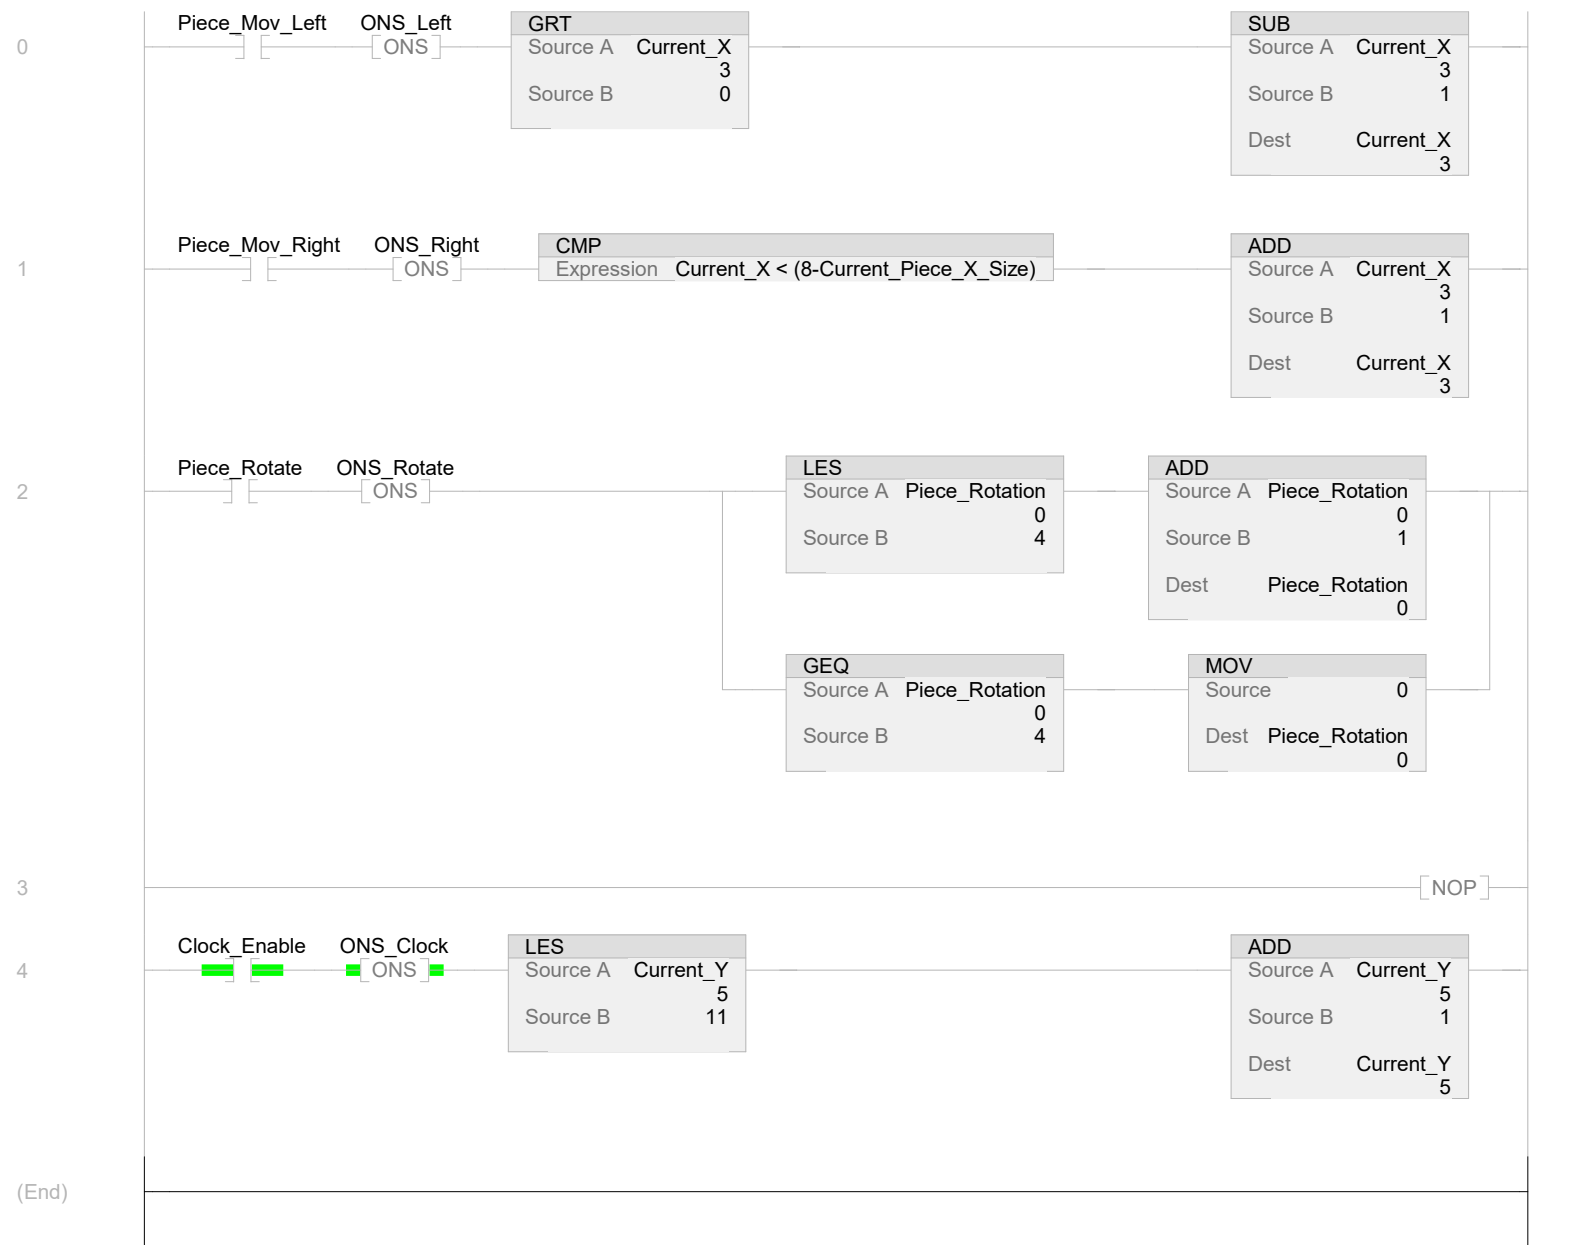 Piece_Mov_Left ONS_Left GRT SUB
0 ONS Source A Current_X Source A Current_X
3 3
Source B 0 Source B 1
Dest Current_X
3
Piece_Mov_Right ONS_Right CMP ADD
1 ONS Expression Current_X < (8-Current_Piece_X_Size) Source A Current_X
3
Source B 1
Dest Current_X
3
Piece_Rotate ONS_Rotate LES ADD
2 ONS Source A Piece_Rotation Source A Piece_Rotation
0 0
Source B 4 Source B 1
Dest Piece_Rotation
0
GEQ MOV
Source A Piece_Rotation Source 0
0
Source B 4 Dest Piece_Rotation
0
3 NOP
Clock_Enable ONS_Clock LES ADD
4 ONS Source A Current_Y Source A Current_Y
5 5
Source B 11 Source B 1
Dest Current_Y
5
(End)